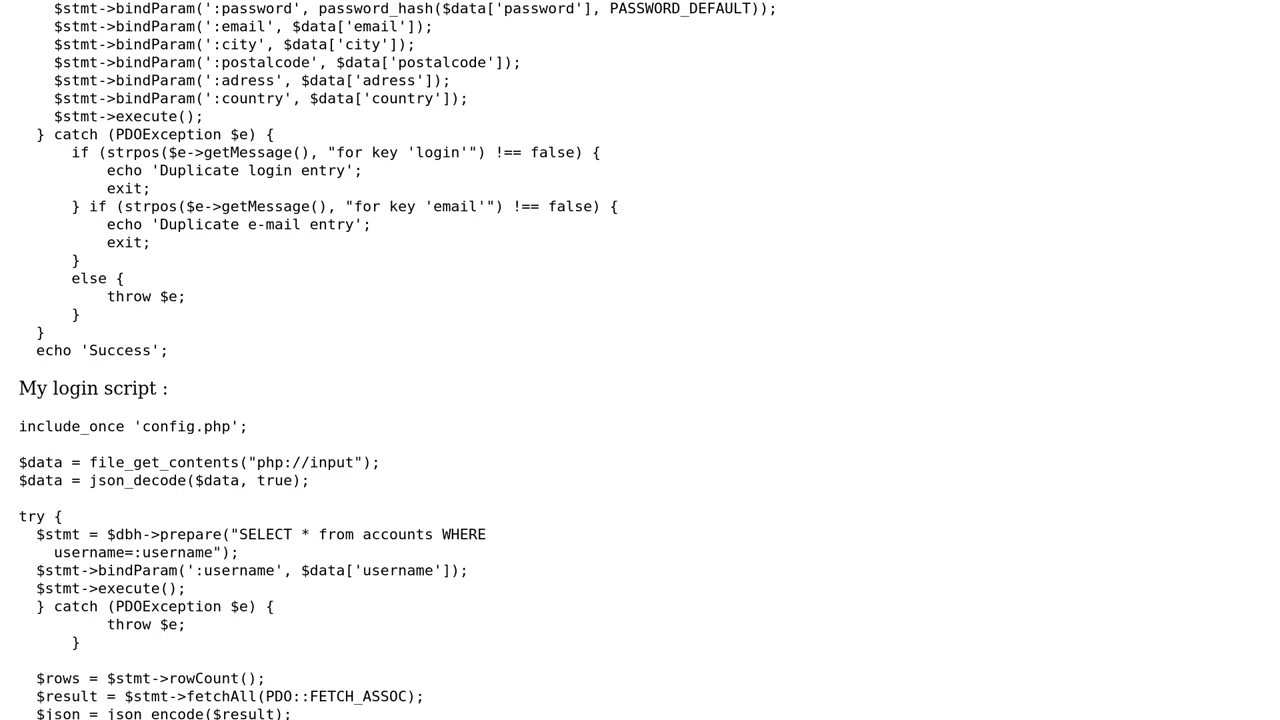 $stmt->bindParam(':password', password_hash($data['password'], PASSWORD_DEFAULT));
$stmt->bindParam(':email', $data['email']);
$stmt->bindParam(':city', $data['city']);
$stmt->bindParam(':postalcode', $data['postalcode']);
$stmt->bindParam(':adress', $data['adress']);
$stmt->bindParam(':country', $data['country']);
$stmt->execute();
} catch (PDOException $e) {
if (strpos($e->getMessage(), "for key 'login'") !== false) {
echo 'Duplicate login entry';
exit;
} if (strpos($e->getMessage(), "for key 'email'") !== false) {
echo 'Duplicate e-mail entry';
exit;
}
else {
throw $e;
}
}
echo 'Success';
My login script :
include_once 'config.php';
$data = file_get_contents("php://input");
$data = json_decode($data, true);
try {
$stmt = $dbh->prepare("SELECT * from accounts WHERE
username=:username");
$stmt->bindParam(':username', $data['username']);
$stmt->execute();
} catch (PDOException $e) {
throw $e;
}
$rows = $stmt->rowCount();
$result = $stmt->fetchAll(PDO::FETCH_ASSOC);
$json = json_encode($result);